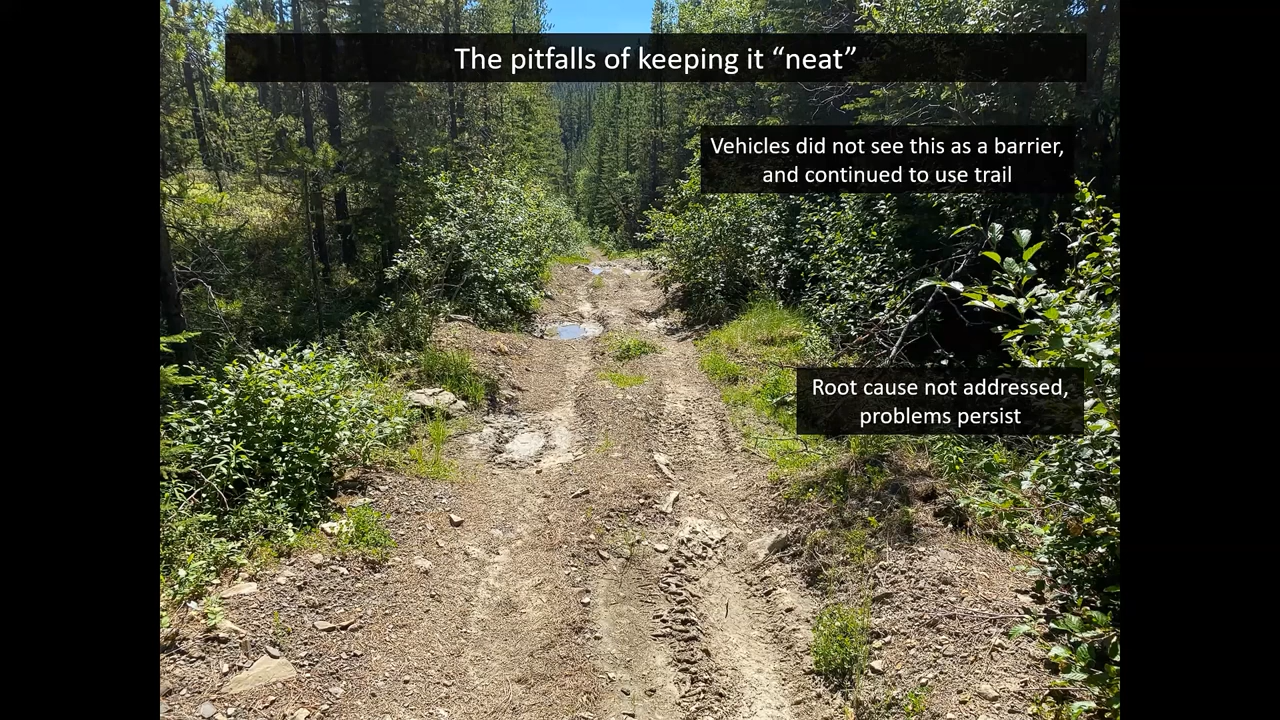 The pitfalls of keeping it “neat”
Vehicles did not see this as a barrier,
and continued to use trail
Root cause not addressed,
problems persist